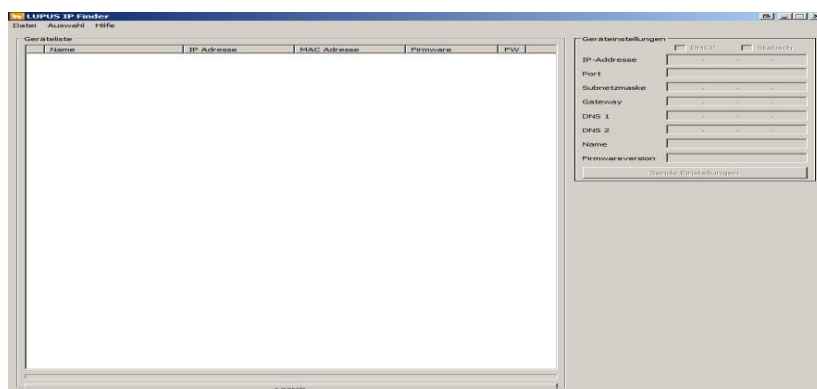 LUPUS IP Finder
Datei Auswahl Hilfe
Geräteliste
Name IP Adresse MAC Adresse Firmware FW
Geräteinstellungen
DHCP Statisch
IP-Addresse
Port
Subnetzmaske
Gateway
DNS 1
DNS 2
Name
Firmwareversion
Sende Einstellungen